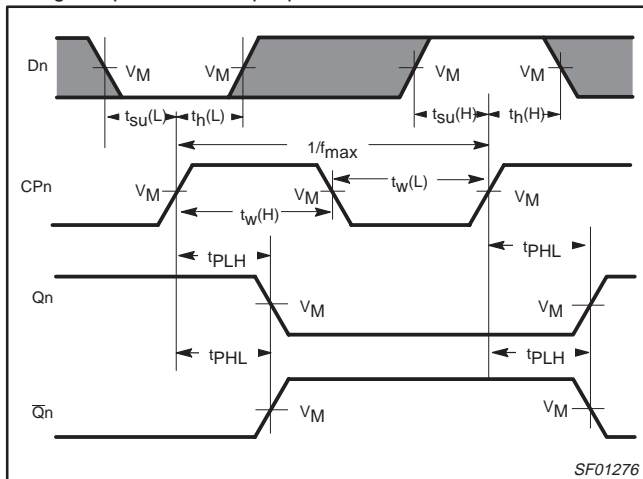 Dn VM VM VM VM
tsu(L) th(L) tsu(H) th(H)
1/fmax
CPn VM VM tw(L) VM
tw(H)
tPLH tPHL
Qn VM VM
tPHL tPLH
Q̅n VM VM
SF01276